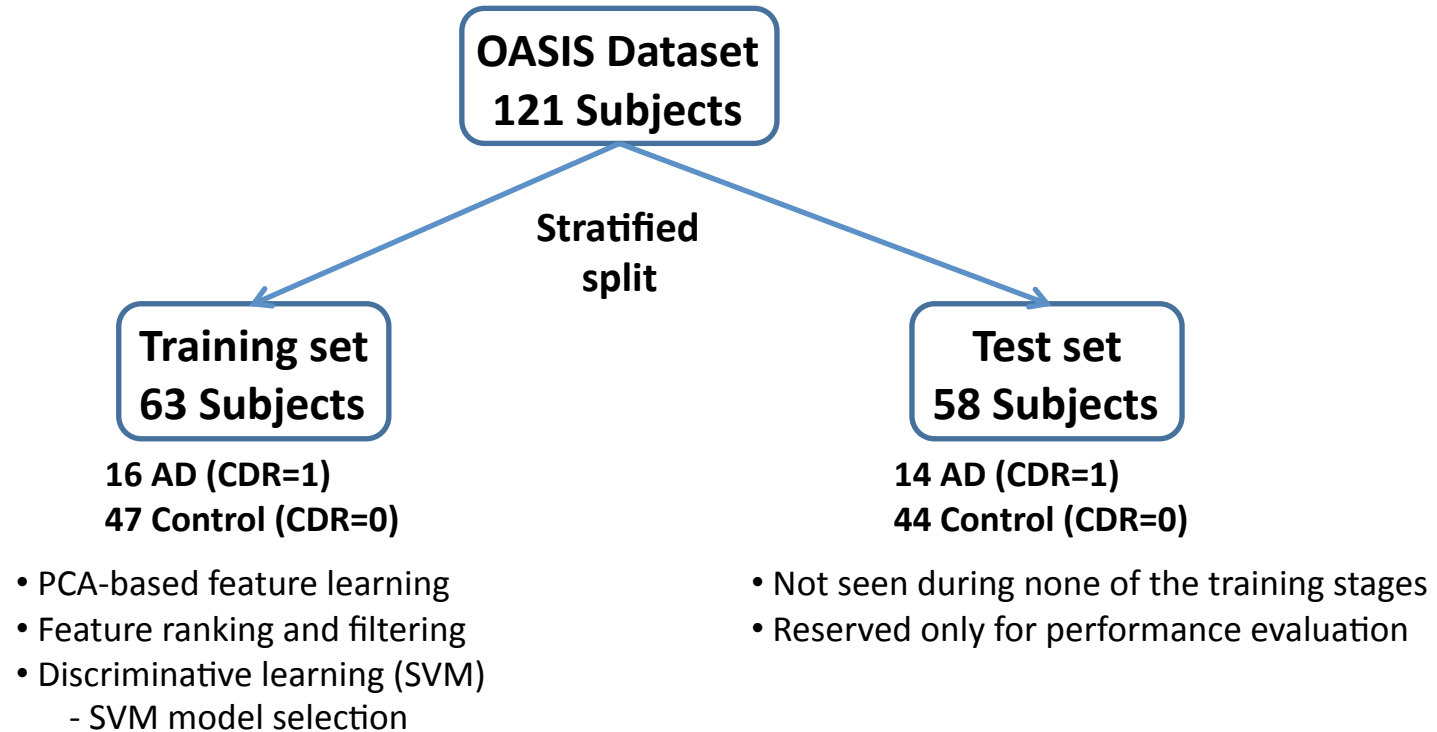 OASIS Dataset
121 Subjects
Stratified
split
Training set
63 Subjects
Test set
58 Subjects
16 AD (CDR=1)
47 Control (CDR=0)
14 AD (CDR=1)
44 Control (CDR=0)
• PCA-based feature learning
• Feature ranking and filtering
• Discriminative learning (SVM)
- SVM model selection
• Not seen during none of the training stages
• Reserved only for performance evaluation